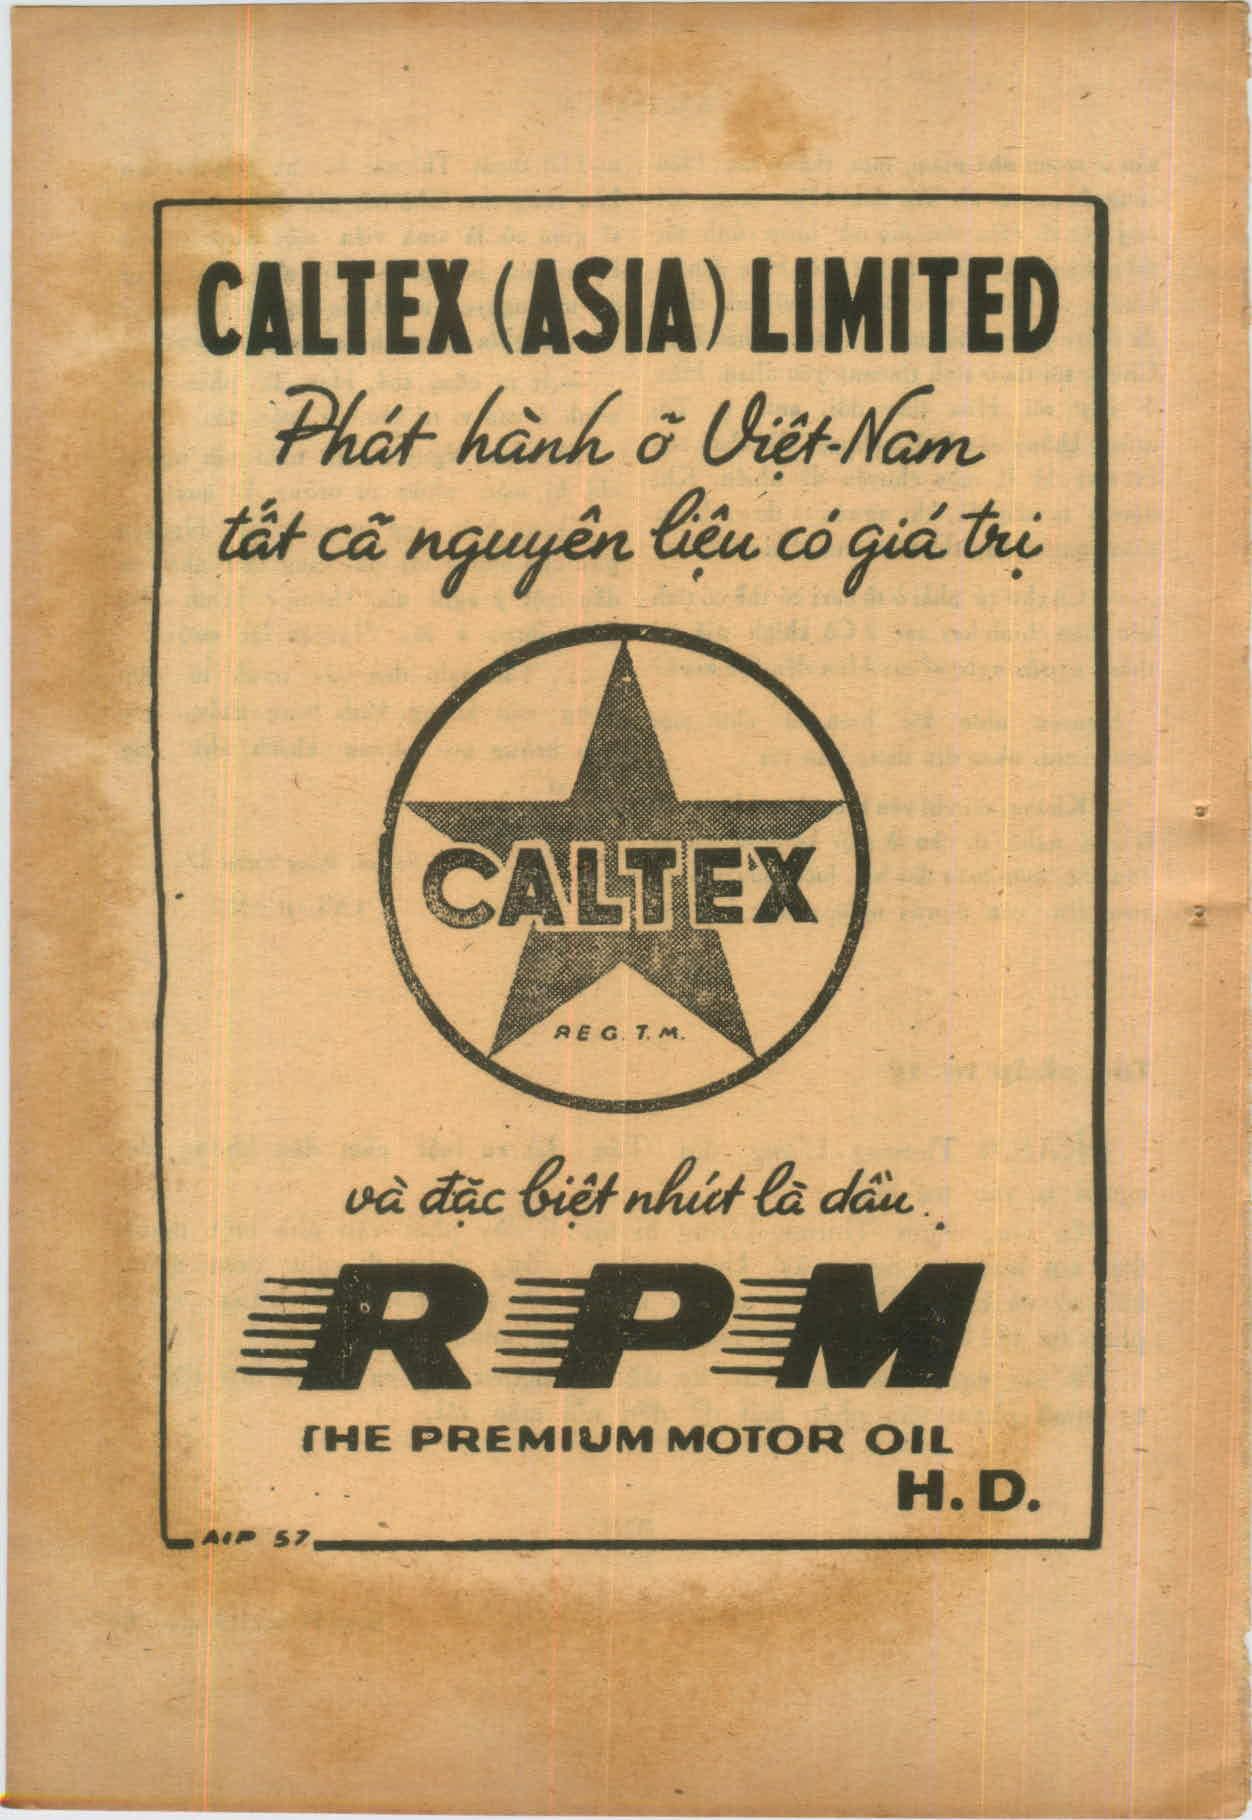 CALTEX (ASIA) LIMITED
Phát hành ở Việt-Nam
tất cã nguyên liệu có giá trị
CALTEX
REG. T.M.
và đặc biệt nhứt là dầu.
RPM
THE PREMIUM MOTOR OIL
H.D.
AIP 57